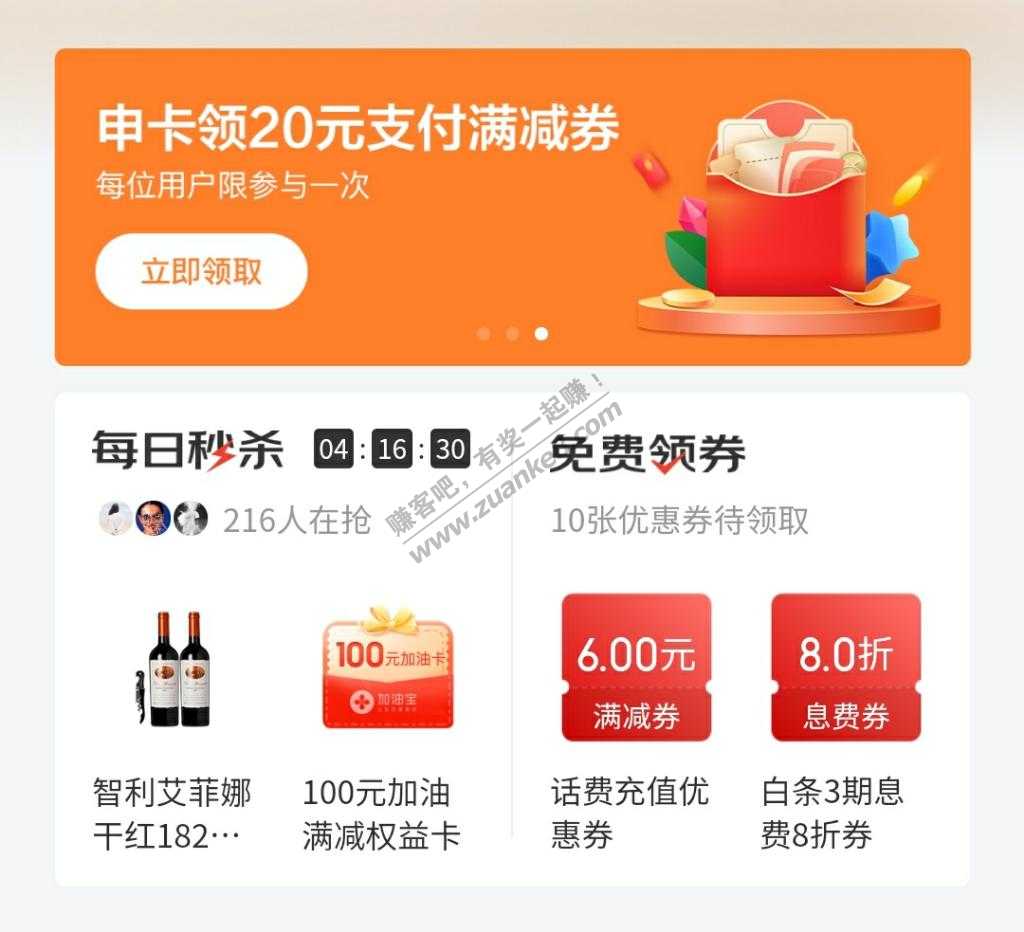 申卡领20元支付满减券
每位用户限参与一次
立即领取
每日秒杀 04:16:30
216人在抢
100元加油卡
加油宝
智利艾菲娜
干红182…
100元加油
满减权益卡
免费领券
10张优惠券待领取
6.00元
满减券
8.0折
息费券
话费充值优
惠券
白条3期息
费8折券
赚客吧，有奖一起赚！
www.zuanke8.com